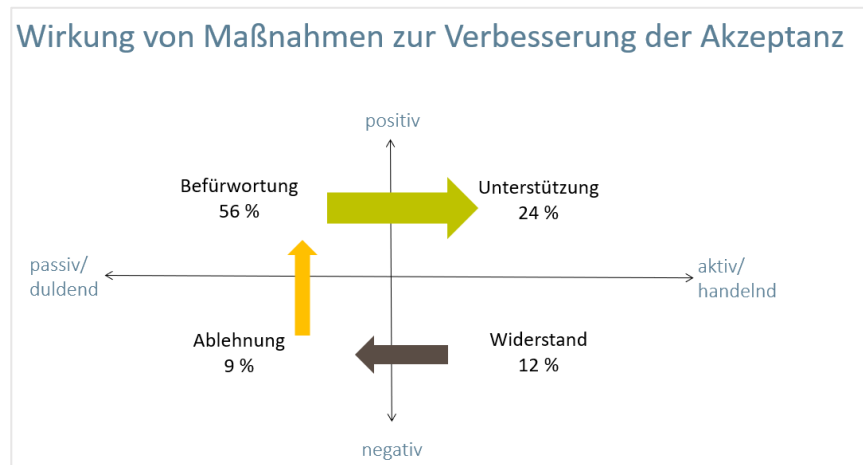 Wirkung von Maßnahmen zur Verbesserung der Akzeptanz
positiv
Befürwortung
56 %
Unterstützung
24 %
passiv/
duldend
aktiv/
handelnd
Ablehnung
9 %
Widerstand
12 %
negativ